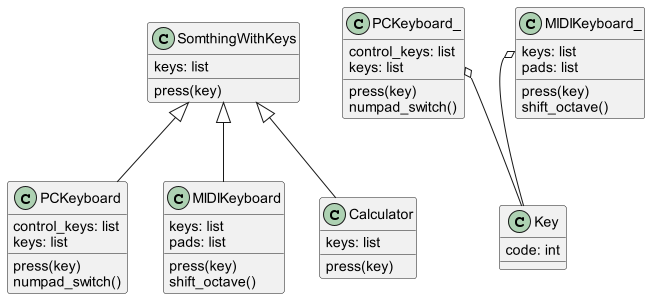 C SomthingWithKeys
keys: list
press(key)
C PCKeyboard_
control_keys: list
keys: list
press(key)
numpad_switch()
C MIDIKeyboard_
keys: list
pads: list
press(key)
shift_octave()
C PCKeyboard
control_keys: list
keys: list
press(key)
numpad_switch()
C MIDIKeyboard
keys: list
pads: list
press(key)
shift_octave()
C Calculator
keys: list
press(key)
C Key
code: int